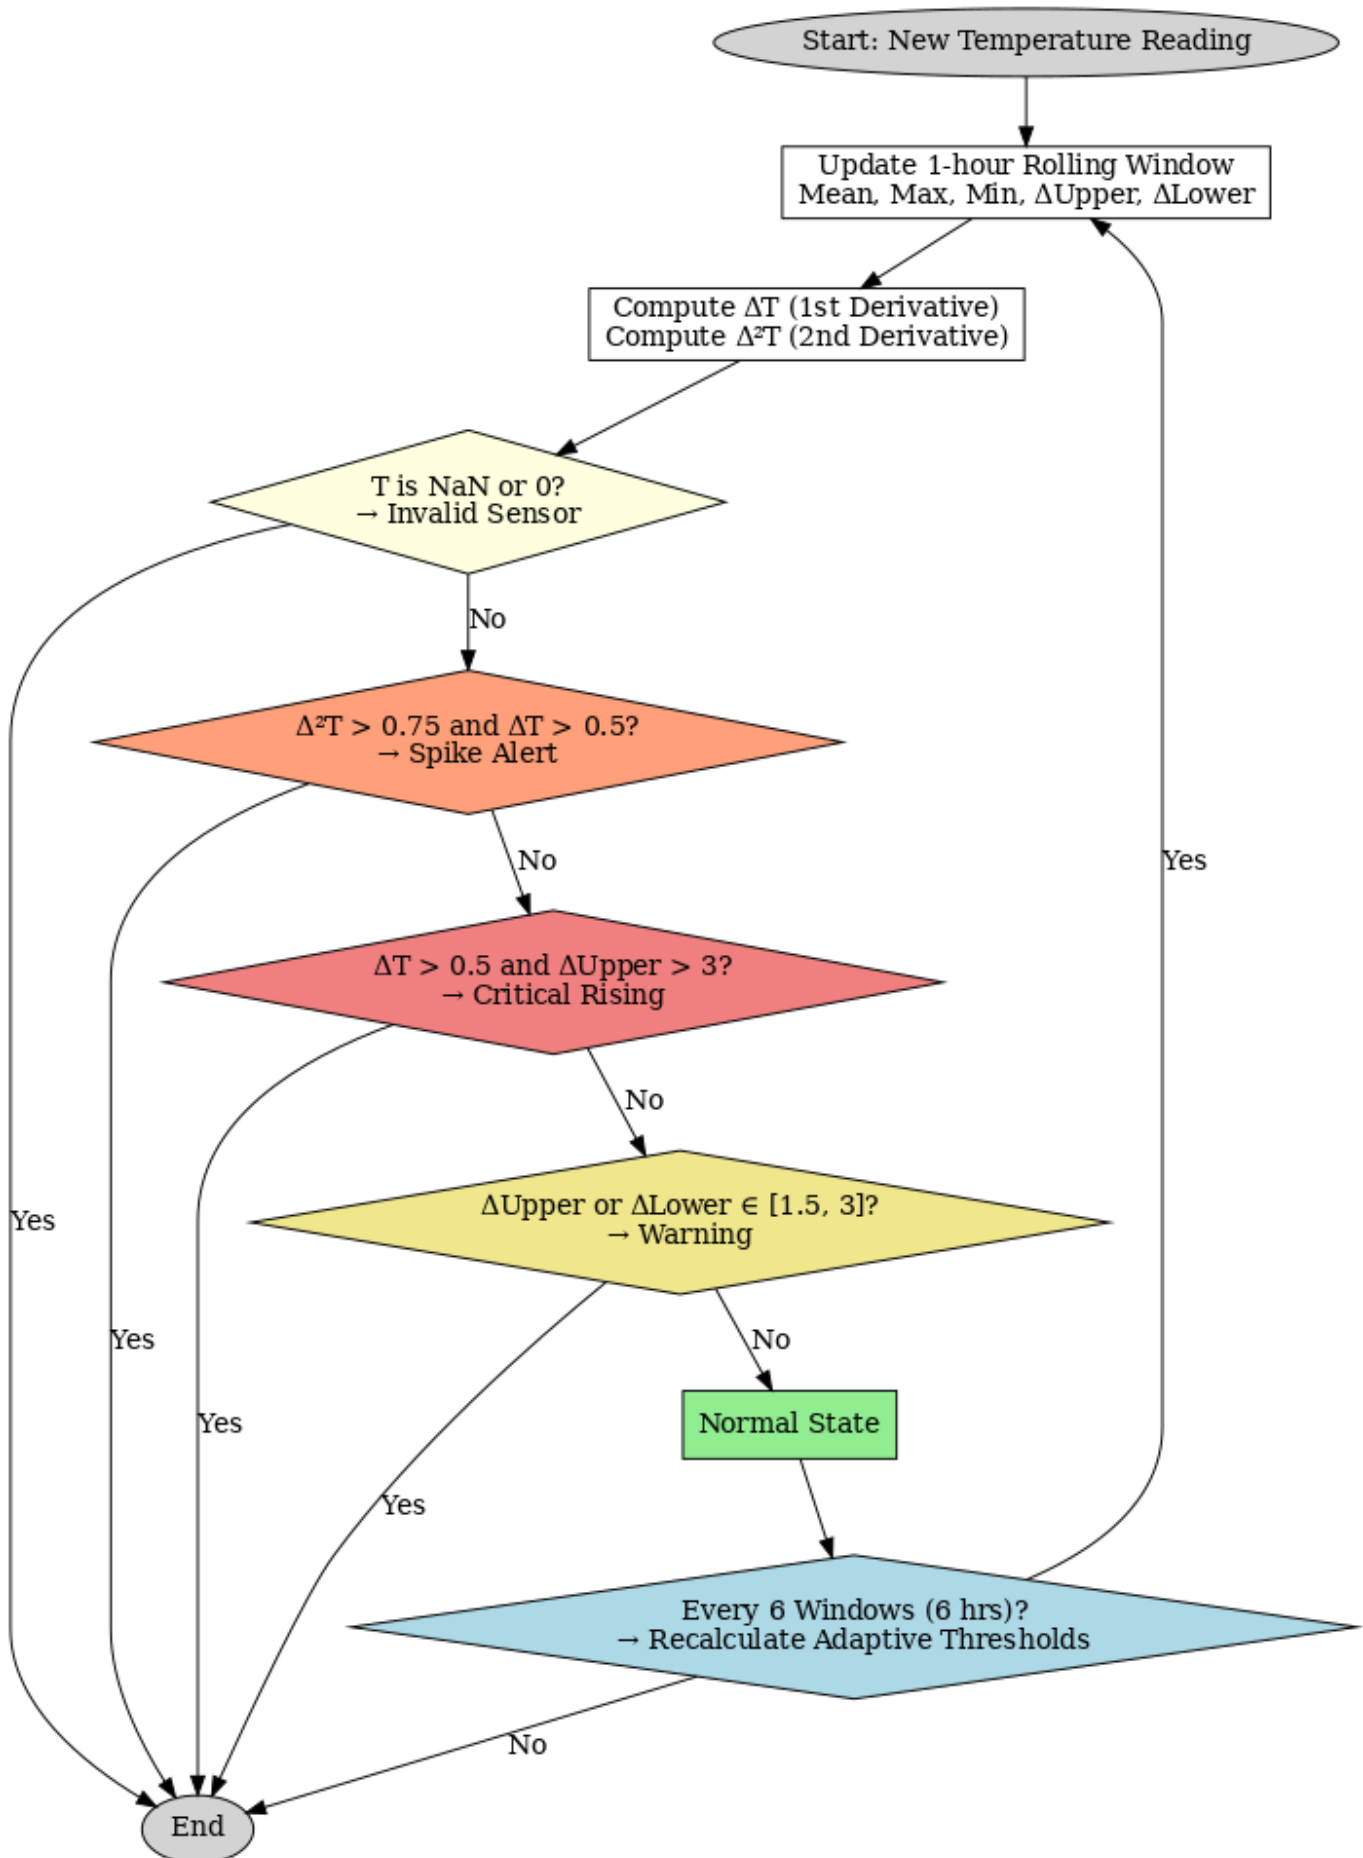 Start: New Temperature Reading
Update 1-hour Rolling Window
Mean, Max, Min, ΔUpper, ΔLower
Compute ΔT (1st Derivative)
Compute Δ²T (2nd Derivative)
T is NaN or 0?
→ Invalid Sensor
No
Δ²T > 0.75 and ΔT > 0.5?
→ Spike Alert
No
Yes
ΔT > 0.5 and ΔUpper > 3?
→ Critical Rising
No
ΔUpper or ΔLower ∈ [1.5, 3]?
→ Warning
Yes
Yes
No
Yes
Normal State
Yes
Every 6 Windows (6 hrs)?
→ Recalculate Adaptive Thresholds
No
End